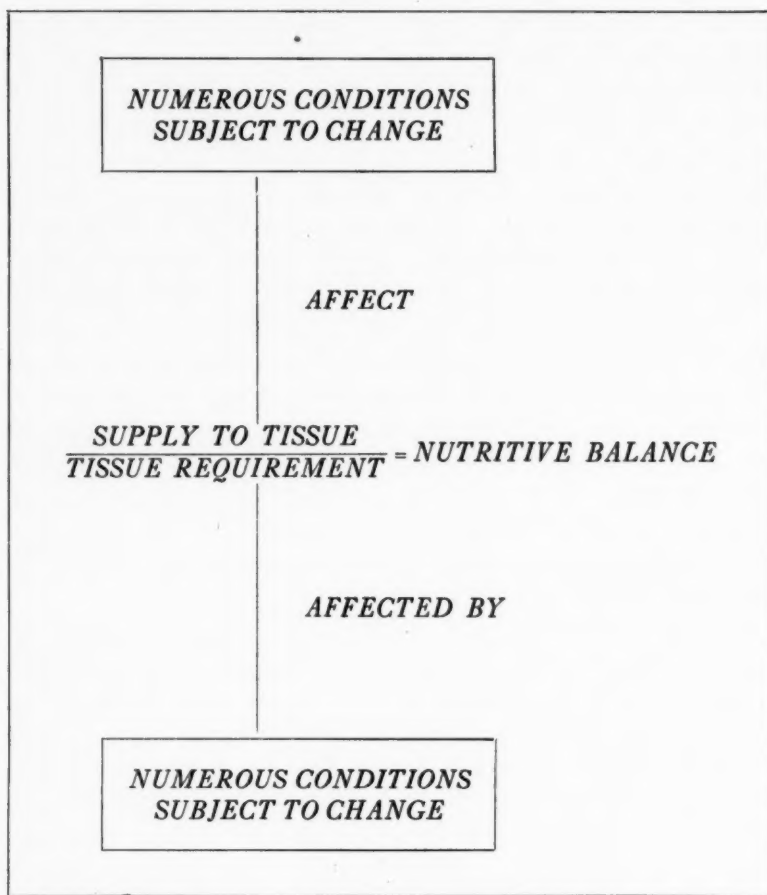 NUMEROUS CONDITIONS
SUBJECT TO CHANGE
AFFECT
SUPPLY TO TISSUE
TISSUE REQUIREMENT = NUTRITIVE BALANCE
AFFECTED BY
NUMEROUS CONDITIONS
SUBJECT TO CHANGE